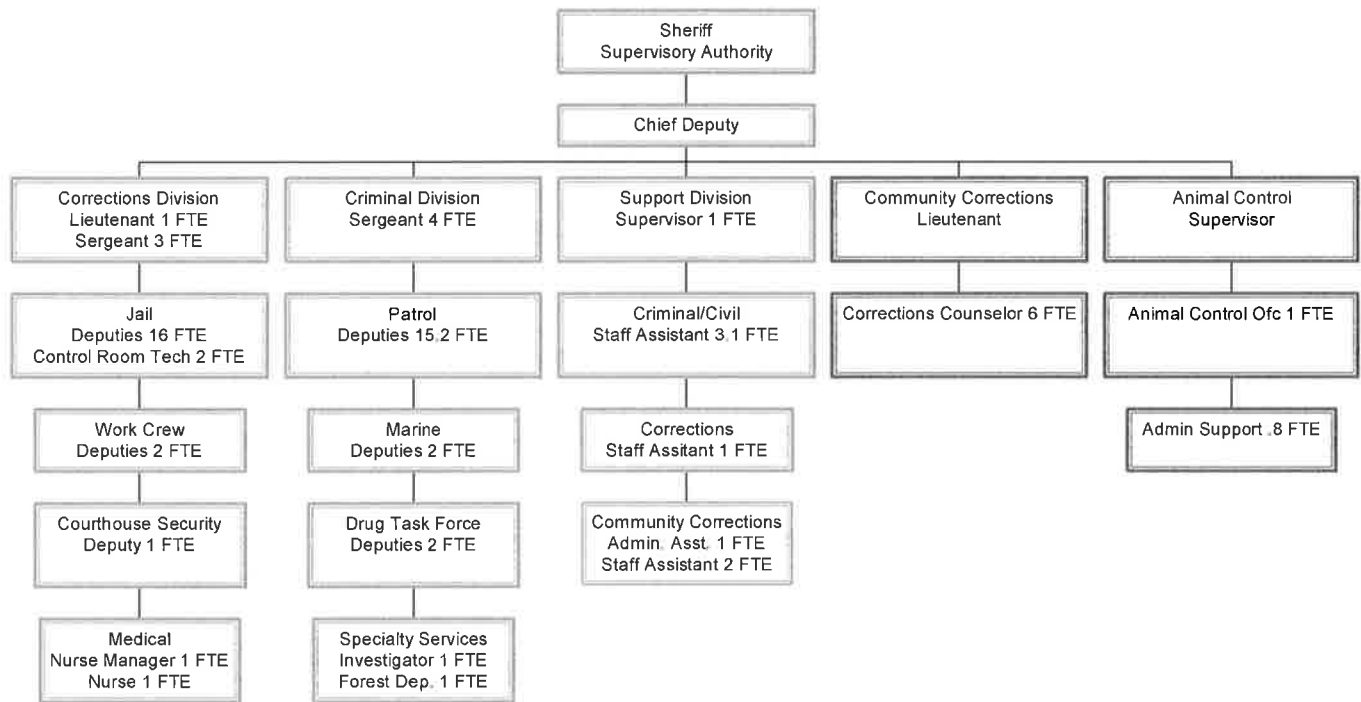 Sheriff
Supervisory Authority
Chief Deputy
Corrections Division
Lieutenant 1 FTE
Sergeant 3 FTE
Criminal Division
Sergeant 4 FTE
Support Division
Supervisor 1 FTE
Community Corrections
Lieutenant
Animal Control
Supervisor
Jail
Deputies 16 FTE
Control Room Tech 2 FTE
Patrol
Deputies 15.2 FTE
Criminal/Civil
Staff Assistant 3.1 FTE
Corrections Counselor 6 FTE
Animal Control Ofc 1 FTE
Work Crew
Deputies 2 FTE
Marine
Deputies 2 FTE
Corrections
Staff Assitant 1 FTE
Admin Support .8 FTE
Courthouse Security
Deputy 1 FTE
Drug Task Force
Deputies 2 FTE
Community Corrections
Admin. Asst. 1 FTE
Staff Assistant 2 FTE
Medical
Nurse Manager 1 FTE
Nurse 1 FTE
Specialty Services
Investigator 1 FTE
Forest Dep. 1 FTE